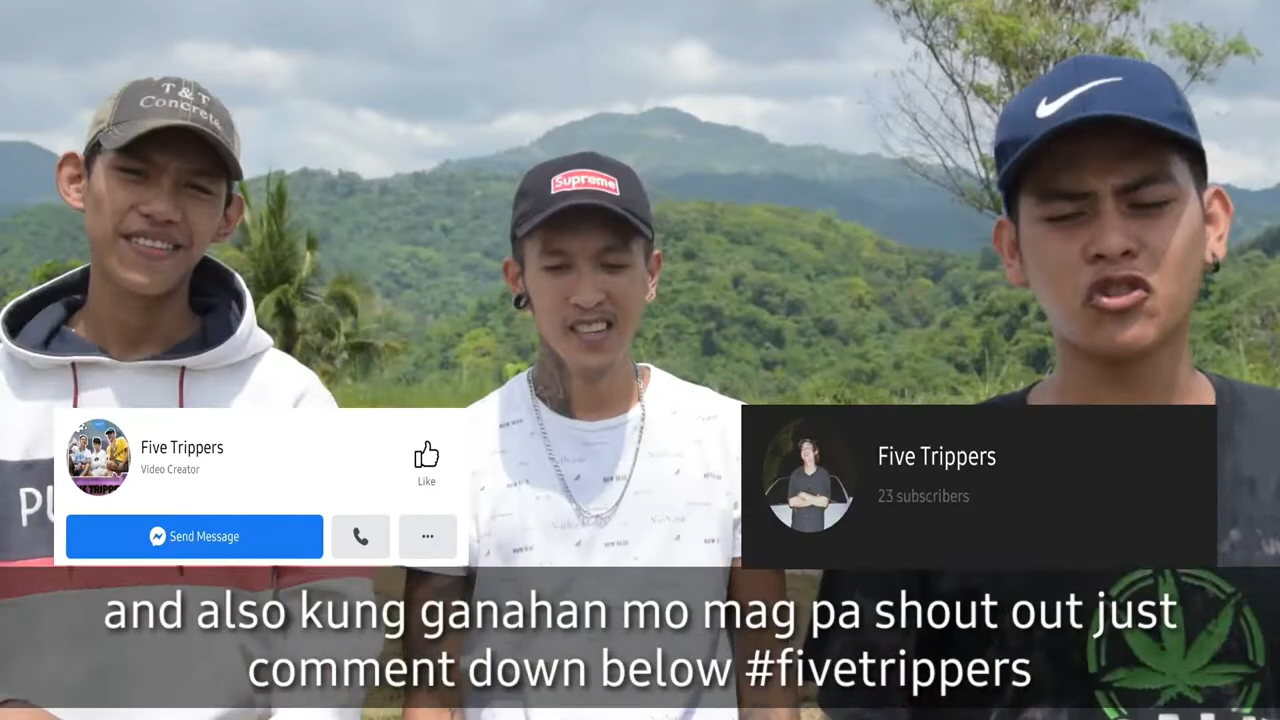 T & T
Concrete
Supreme
PU
Five Trippers
Video Creator
Like
Send Message
Five Trippers
23 subscribers
and also kung ganahan mo mag pa shout out just
comment down below #fivetrippers